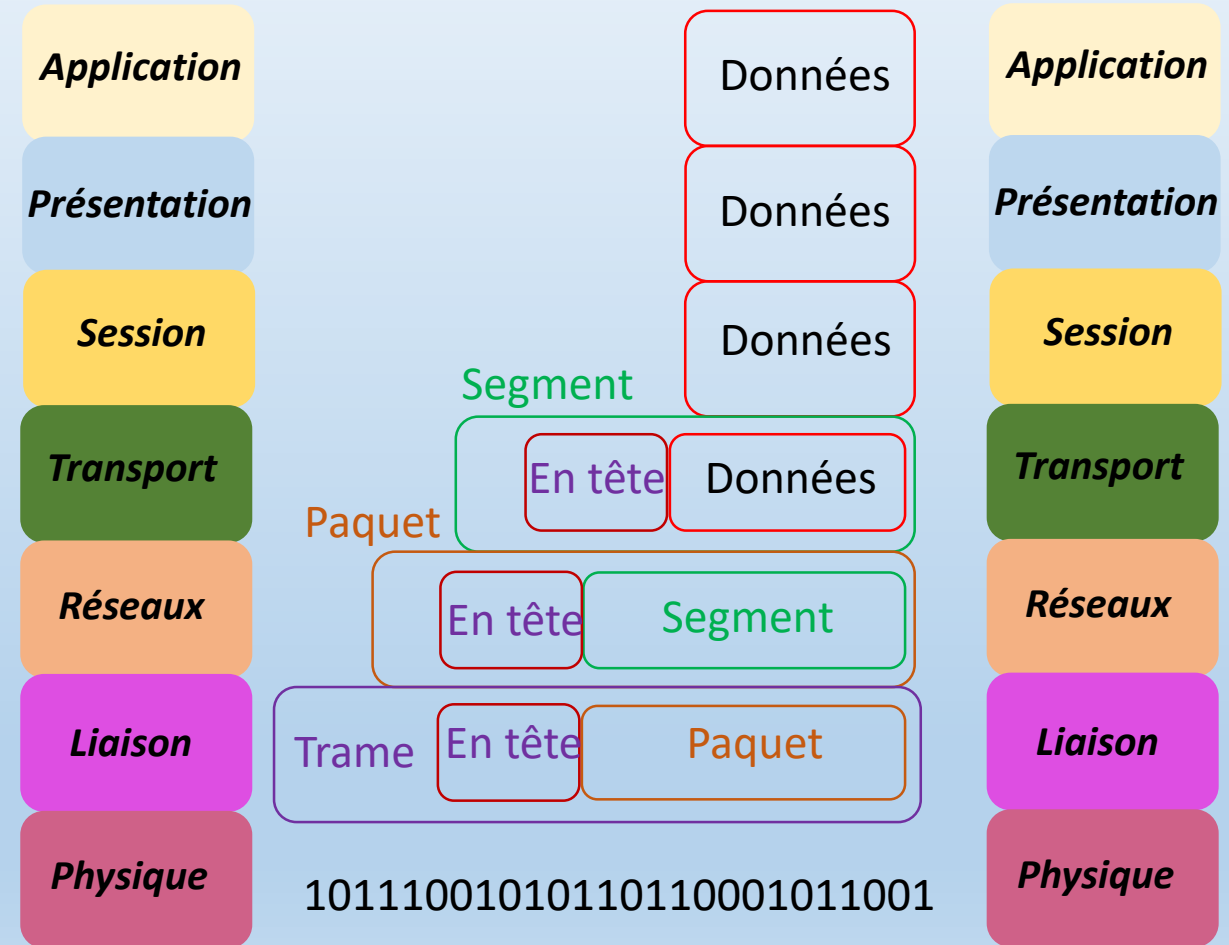 Application
Données
Application
Présentation
Données
Présentation
Session
Données
Session
Segment
Transport
En tête
Données
Transport
Paquet
Réseaux
En tête
Segment
Réseaux
Liaison
Trame
En tête
Paquet
Liaison
Physique
1011100101011011000101​1001
Physique